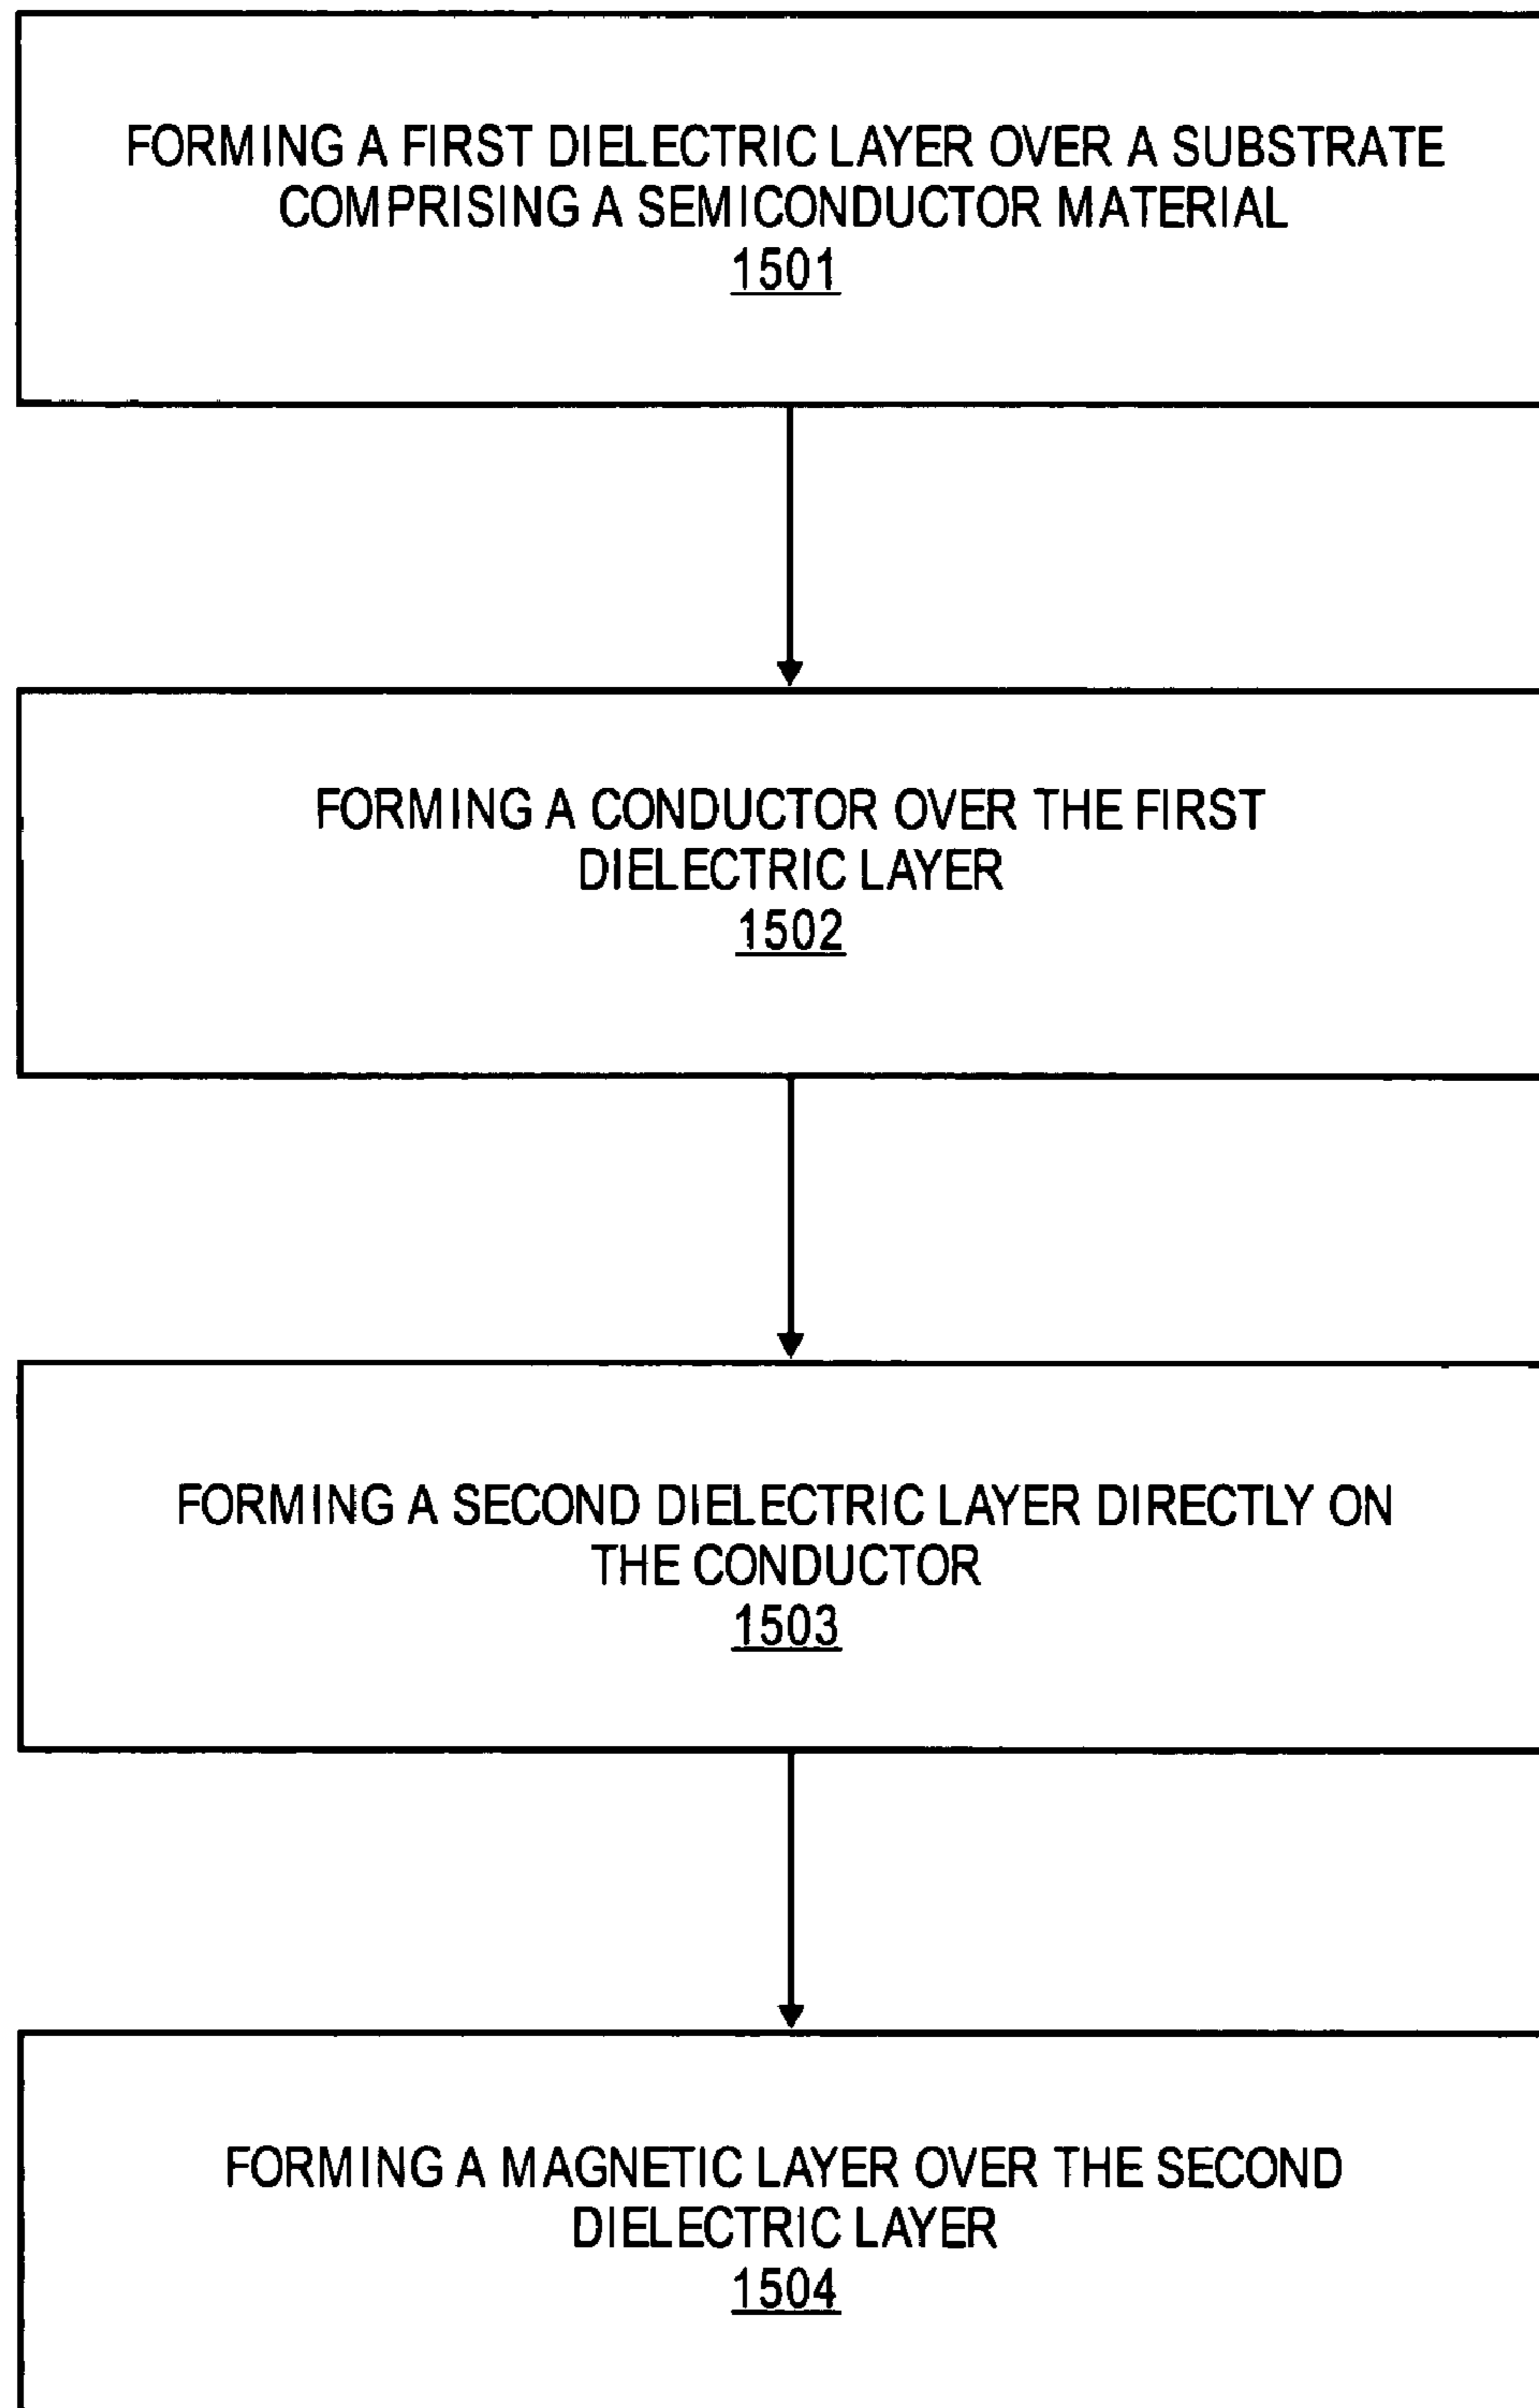 FORMING A FIRST DIELECTRIC LAYER OVER A SUBSTRATE
COMPRISING A SEMICONDUCTOR MATERIAL
1501
FORMING A CONDUCTOR OVER THE FIRST
DIELECTRIC LAYER
1502
FORMING A SECOND DIELECTRIC LAYER DIRECTLY ON
THE CONDUCTOR
1503
FORMING A MAGNETIC LAYER OVER THE SECOND
DIELECTRIC LAYER
1504